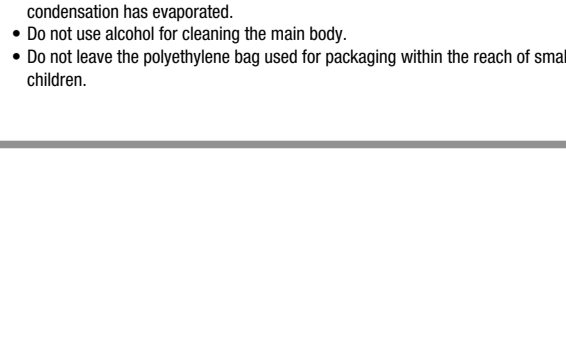 condensation has evaporated.
• Do not use alcohol for cleaning the main body.
• Do not leave the polyethylene bag used for packaging within the reach of smal
children.